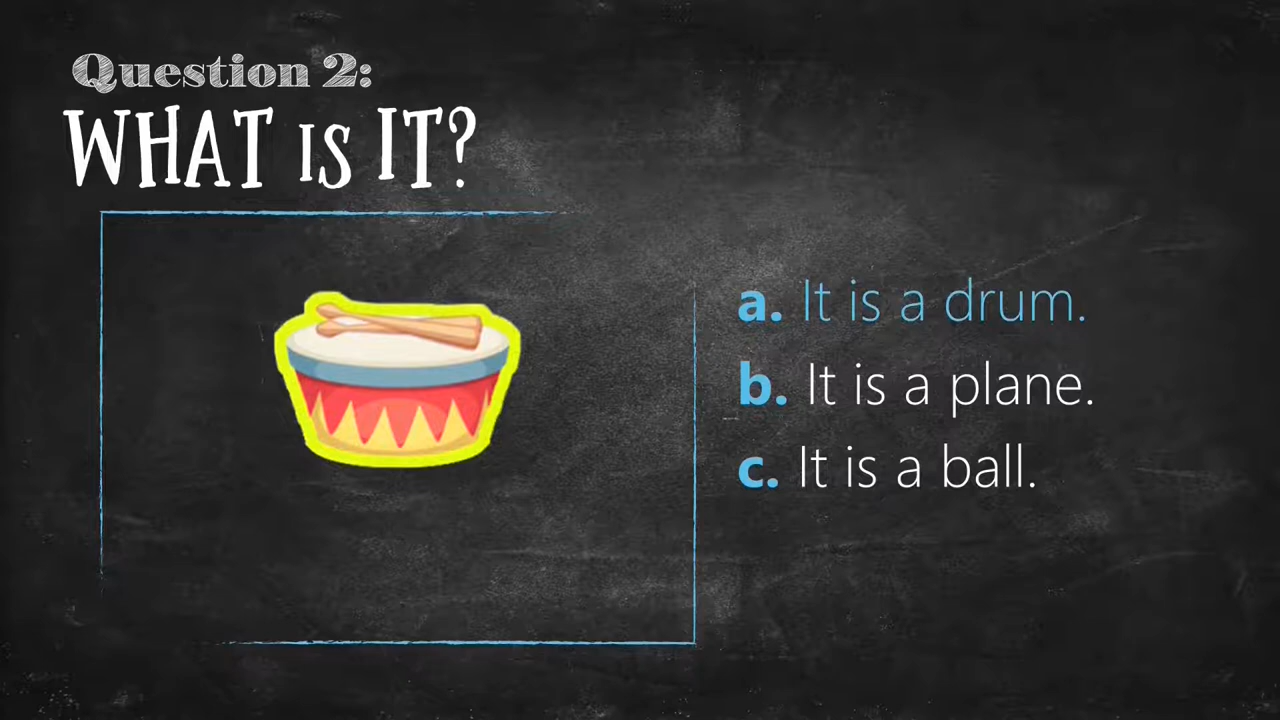 Question 2:
WHAT IS IT?
a. It is a drum.
b. It is a plane.
c. It is a ball.